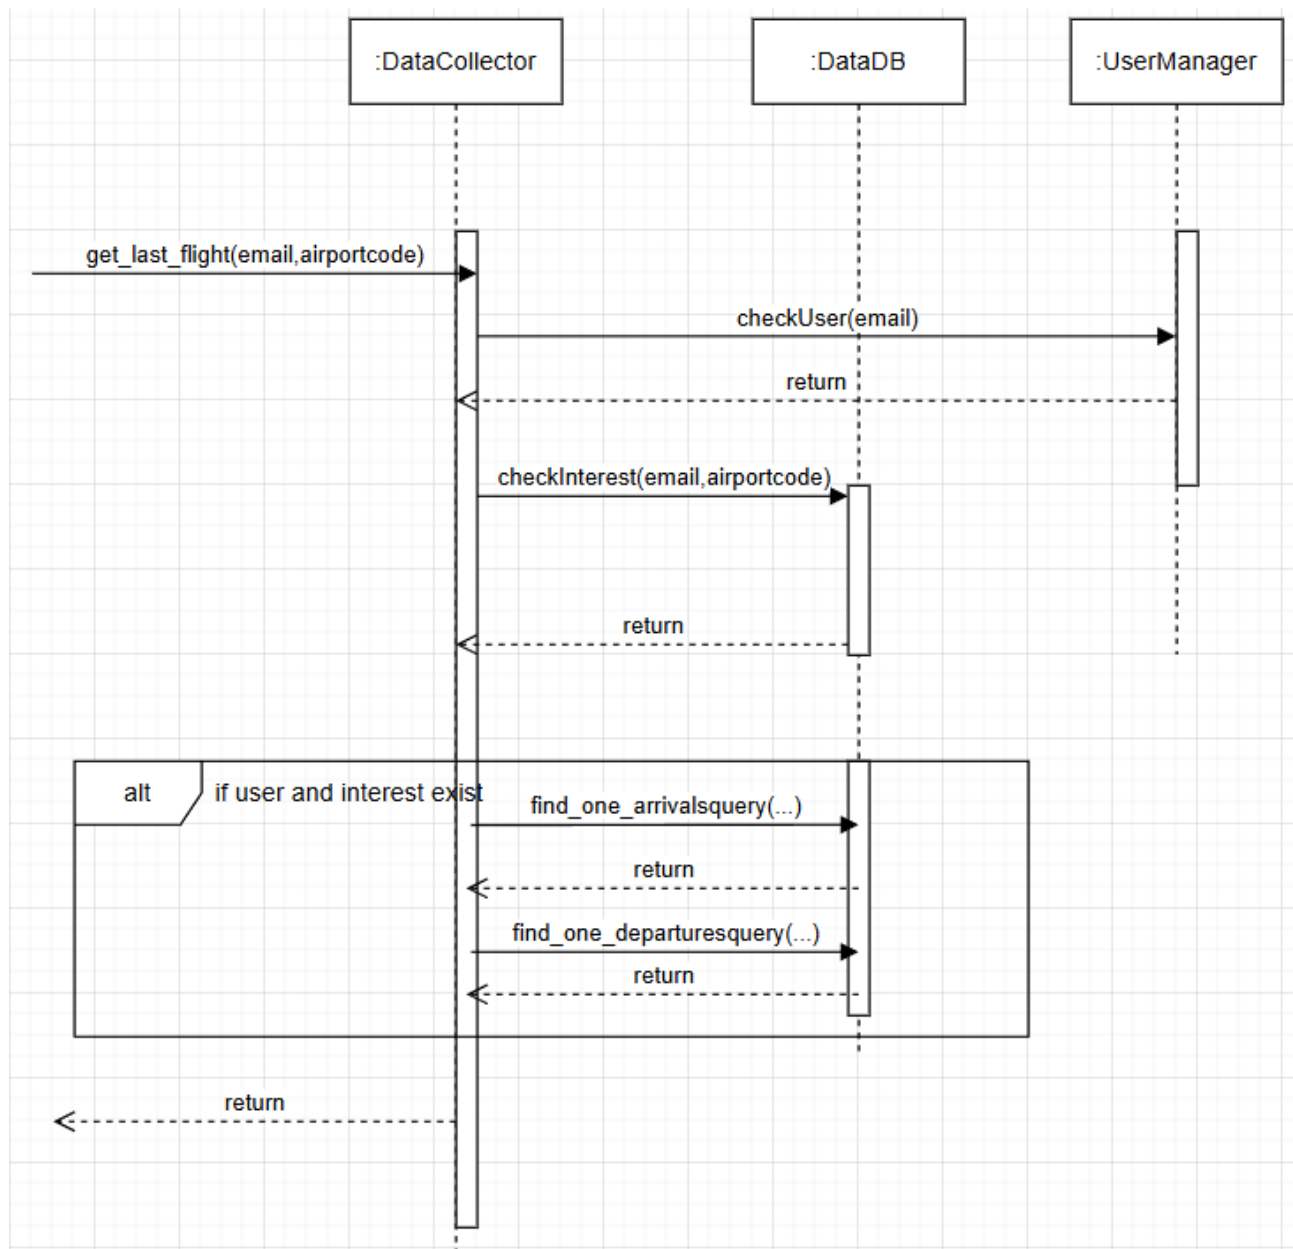 :DataCollector
:DataDB
:UserManager
get_last_flight(email,airportcode)
checkUser(email)
return
checkInterest(email,airportcode)
return
alt
if user and interest exist
find_one_arrivalsquery(...)
return
find_one_departuresquery(...)
return
return